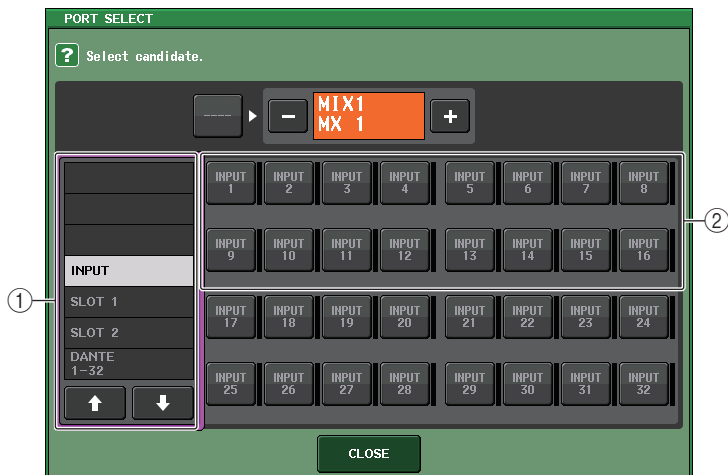 PORT SELECT
? Select candidate.
----
−
MIX1
MX 1
+
INPUT
SLOT 1
SLOT 2
DANTE
1-32
INPUT 1 INPUT 2 INPUT 3 INPUT 4 INPUT 5 INPUT 6 INPUT 7 INPUT 8
INPUT 9 INPUT 10 INPUT 11 INPUT 12 INPUT 13 INPUT 14 INPUT 15 INPUT 16
INPUT 17 INPUT 18 INPUT 19 INPUT 20 INPUT 21 INPUT 22 INPUT 23 INPUT 24
INPUT 25 INPUT 26 INPUT 27 INPUT 28 INPUT 29 INPUT 30 INPUT 31 INPUT 32
①
②
CLOSE